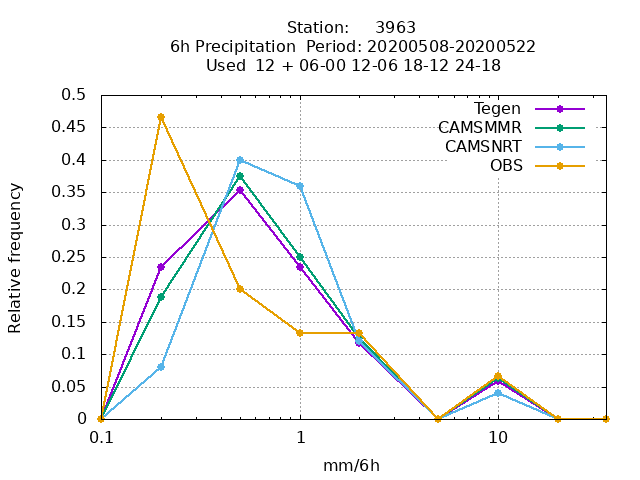 Station:     3963
6h Precipitation  Period: 20200508-20200522
Used  12 + 06-00 12-06 18-12 24-18
Tegen
CAMSMMR
CAMSNRT
OBS
0.5
0.45
0.4
0.35
0.3
0.25
0.2
0.15
0.1
0.05
0
Relative frequency
0.1
1
10
mm/6h